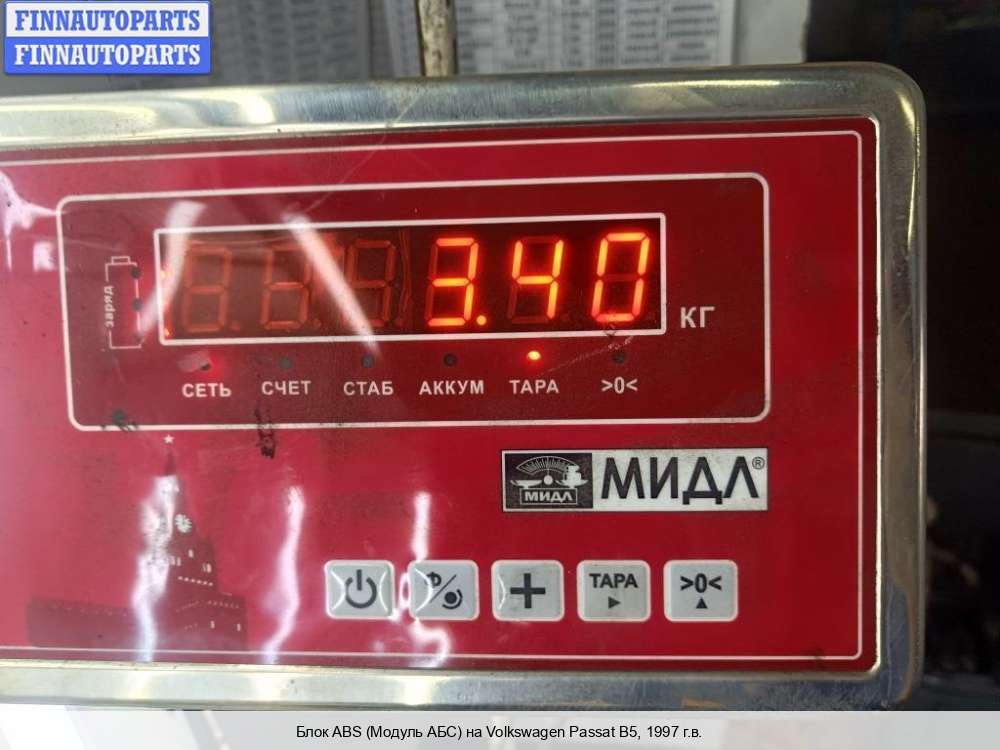 FINNAUTOPARTS
FINNAUTOPARTS
заряд
3.40
КГ
СЕТЬ СЧЕТ СТАБ АККУМ ТАРА >0<
МИДЛ МИДЛ®
ТАРА >0<
Блок ABS (Модуль АБС) на Volkswagen Passat B5, 1997 г.в.